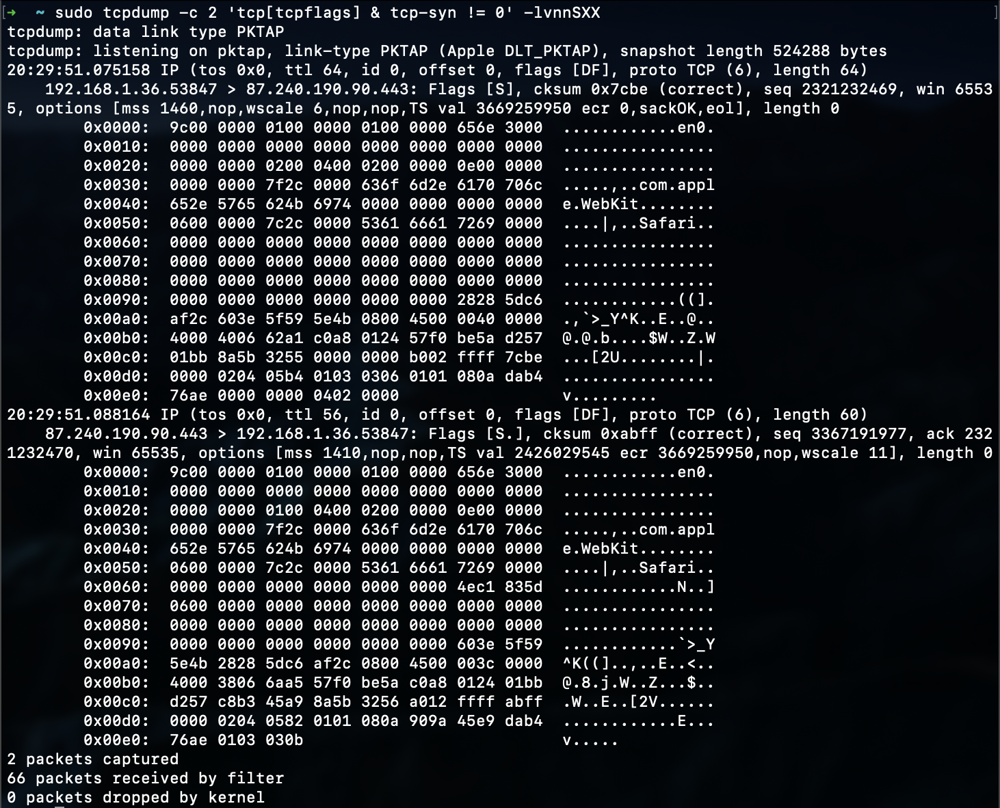 [➜  ~ sudo tcpdump -c 2 'tcp[tcpflags] & tcp-syn != 0' -lvnnSXX ]
tcpdump: data link type PKTAP
tcpdump: listening on pktap, link-type PKTAP (Apple DLT_PKTAP), snapshot length 524288 bytes
20:29:51.075158 IP (tos 0x0, ttl 64, id 0, offset 0, flags [DF], proto TCP (6), length 64)
    192.168.1.36.53847 > 87.240.190.90.443: Flags [S], cksum 0x7cbe (correct), seq 2321232469, win 6553
5, options [mss 1460,nop,wscale 6,nop,nop,TS val 3669259950 ecr 0,sackOK,eol], length 0
        0x0000:  9c00 0000 0100 0000 0100 0000 656e 3000  ............en0.
        0x0010:  0000 0000 0000 0000 0000 0000 0000 0000  ................
        0x0020:  0000 0000 0200 0400 0200 0000 0e00 0000  ................
        0x0030:  0000 0000 7f2c 0000 636f 6d2e 6170 706c  .....,..com.appl
        0x0040:  652e 5765 624b 6974 0000 0000 0000 0000  e.WebKit........
        0x0050:  0600 0000 7c2c 0000 5361 6661 7269 0000  ....|,..Safari..
        0x0060:  0000 0000 0000 0000 0000 0000 0000 0000  ................
        0x0070:  0000 0000 0000 0000 0000 0000 0000 0000  ................
        0x0080:  0000 0000 0000 0000 0000 0000 0000 0000  ................
        0x0090:  0000 0000 0000 0000 0000 0000 2828 5dc6  ............((].
        0x00a0:  af2c 603e 5f59 5e4b 0800 4500 0040 0000  .,`>_Y^K..E..@..
        0x00b0:  4000 4006 62a1 c0a8 0124 57f0 be5a d257  @.@.b....$W..Z.W
        0x00c0:  01bb 8a5b 3255 0000 0000 b002 ffff 7cbe  ...[2U........|.
        0x00d0:  0000 0204 05b4 0103 0306 0101 080a dab4  ................
        0x00e0:  76ae 0000 0000 0402 0000                 v.........
20:29:51.088164 IP (tos 0x0, ttl 56, id 0, offset 0, flags [DF], proto TCP (6), length 60)
    87.240.190.90.443 > 192.168.1.36.53847: Flags [S.], cksum 0xabff (correct), seq 3367191977, ack 232
1232470, win 65535, options [mss 1410,nop,nop,TS val 2426029545 ecr 3669259950,nop,wscale 11], length 0
        0x0000:  9c00 0000 0100 0000 0100 0000 656e 3000  ............en0.
        0x0010:  0000 0000 0000 0000 0000 0000 0000 0000  ................
        0x0020:  0000 0000 0100 0400 0200 0000 0e00 0000  ................
        0x0030:  0000 0000 7f2c 0000 636f 6d2e 6170 706c  .....,..com.appl
        0x0040:  652e 5765 624b 6974 0000 0000 0000 0000  e.WebKit........
        0x0050:  0600 0000 7c2c 0000 5361 6661 7269 0000  ....|,..Safari..
        0x0060:  0000 0000 0000 0000 0000 0000 4ec1 835d  ............N..]
        0x0070:  0600 0000 0000 0000 0000 0000 0000 0000  ................
        0x0080:  0000 0000 0000 0000 0000 0000 0000 0000  ................
        0x0090:  0000 0000 0000 0000 0000 0000 603e 5f59  ............`>_Y
        0x00a0:  5e4b 2828 5dc6 af2c 0800 4500 003c 0000  ^K((]..,..E..<..
        0x00b0:  4000 3806 6aa5 57f0 be5a c0a8 0124 01bb  @.8.j.W..Z...$..
        0x00c0:  d257 c8b3 45a9 8a5b 3256 a012 ffff abff  .W..E..[2V......
        0x00d0:  0000 0204 0582 0101 080a 909a 45e9 dab4  ............E...
        0x00e0:  76ae 0103 030b                           v.....
2 packets captured
66 packets received by filter
0 packets dropped by kernel